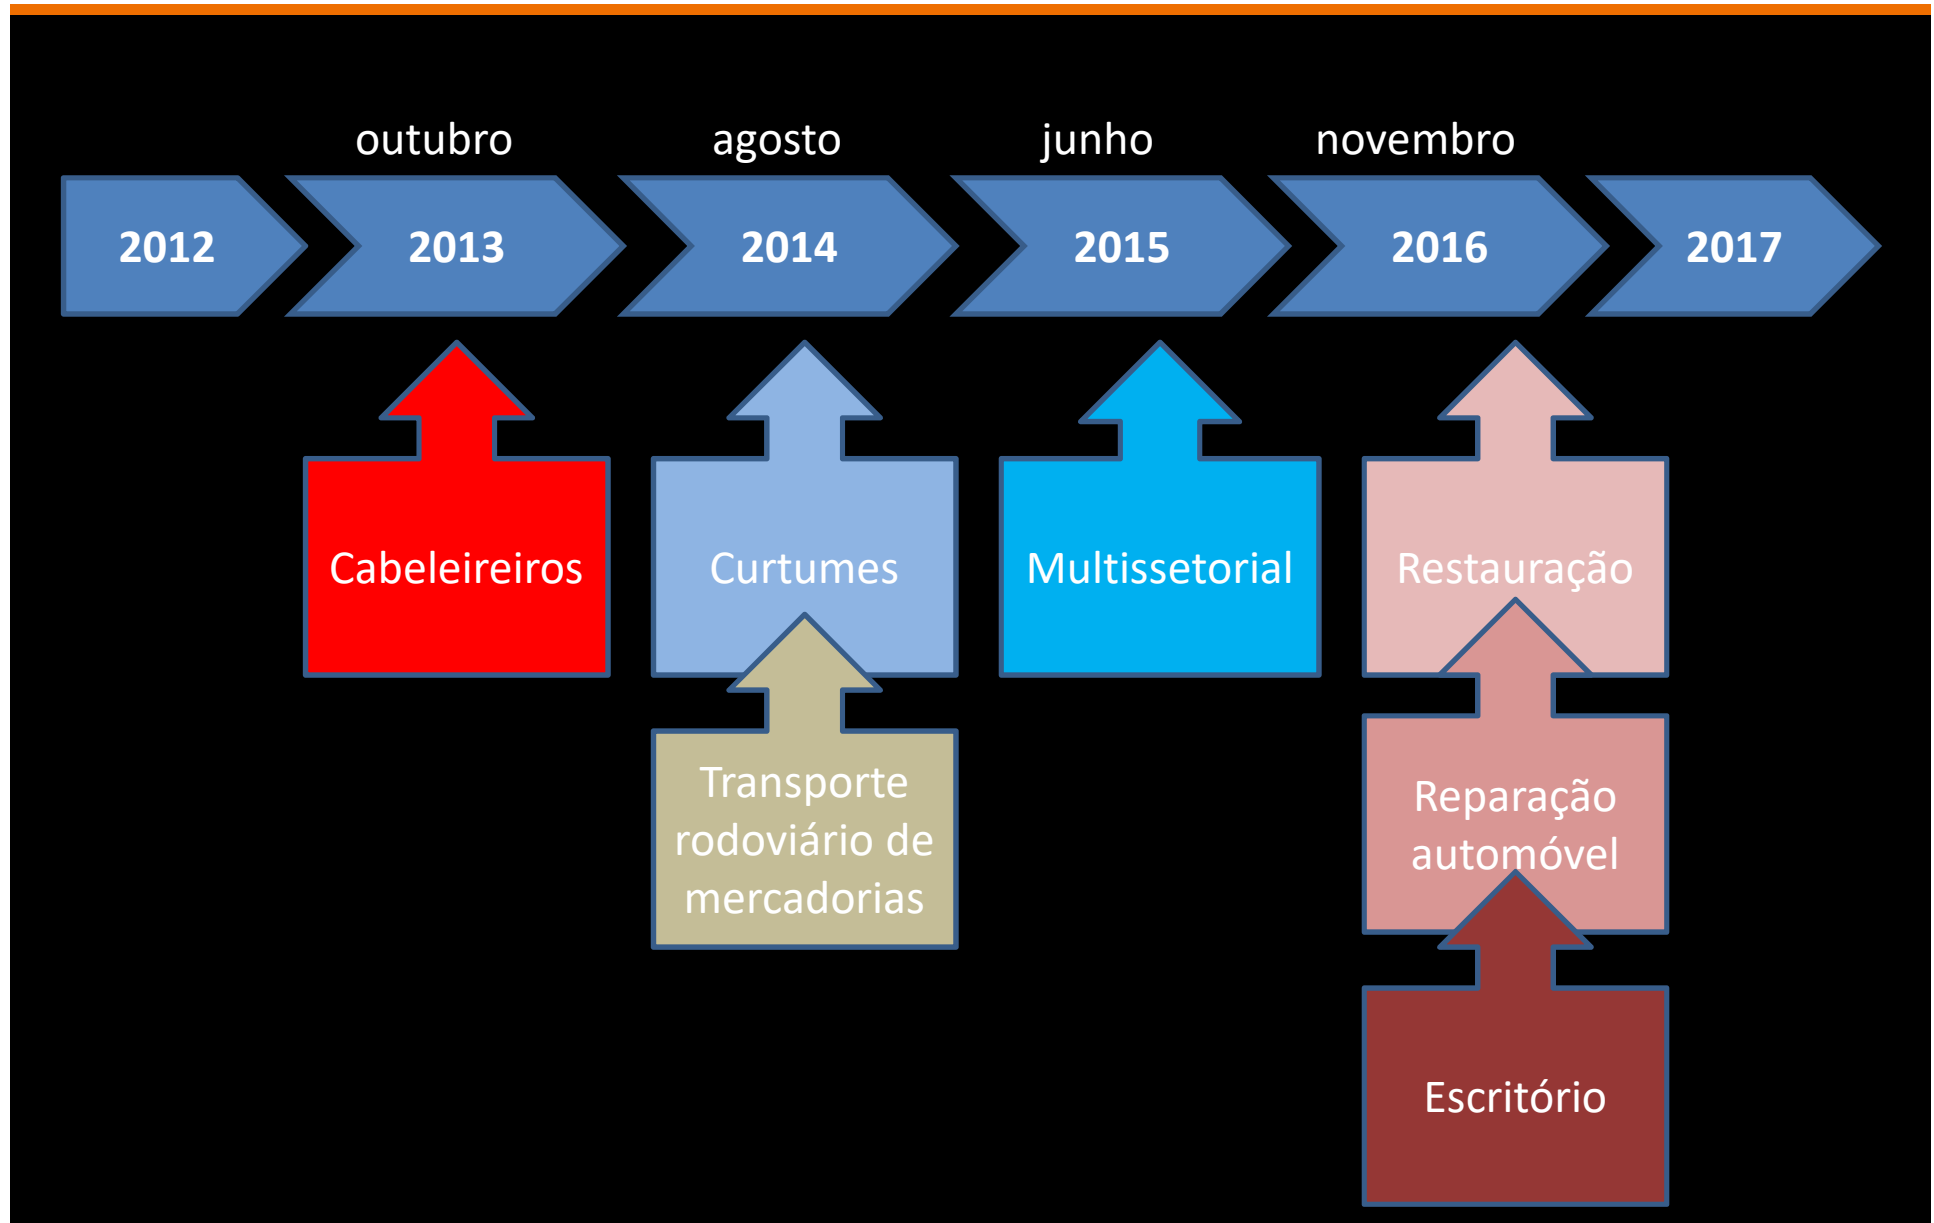 outubro
agosto
junho
novembro
2012
2013
2014
2015
2016
2017
Cabeleireiros
Curtumes
Multissetorial
Restauração
Transporte
rodoviário de
mercadorias
Reparação
automóvel
Escritório